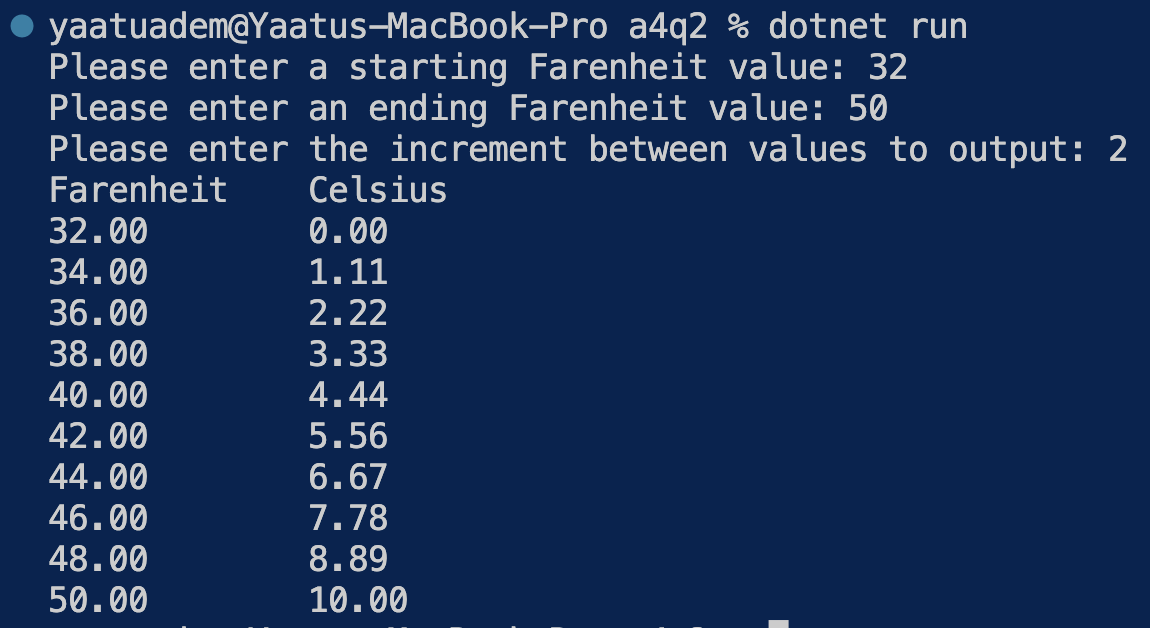 yaatuadem@Yaatus-MacBook-Pro a4q2 % dotnet run
Please enter a starting Farenheit value: 32
Please enter an ending Farenheit value: 50
Please enter the increment between values to output: 2
Farenheit    Celsius
32.00        0.00
34.00        1.11
36.00        2.22
38.00        3.33
40.00        4.44
42.00        5.56
44.00        6.67
46.00        7.78
48.00        8.89
50.00        10.00